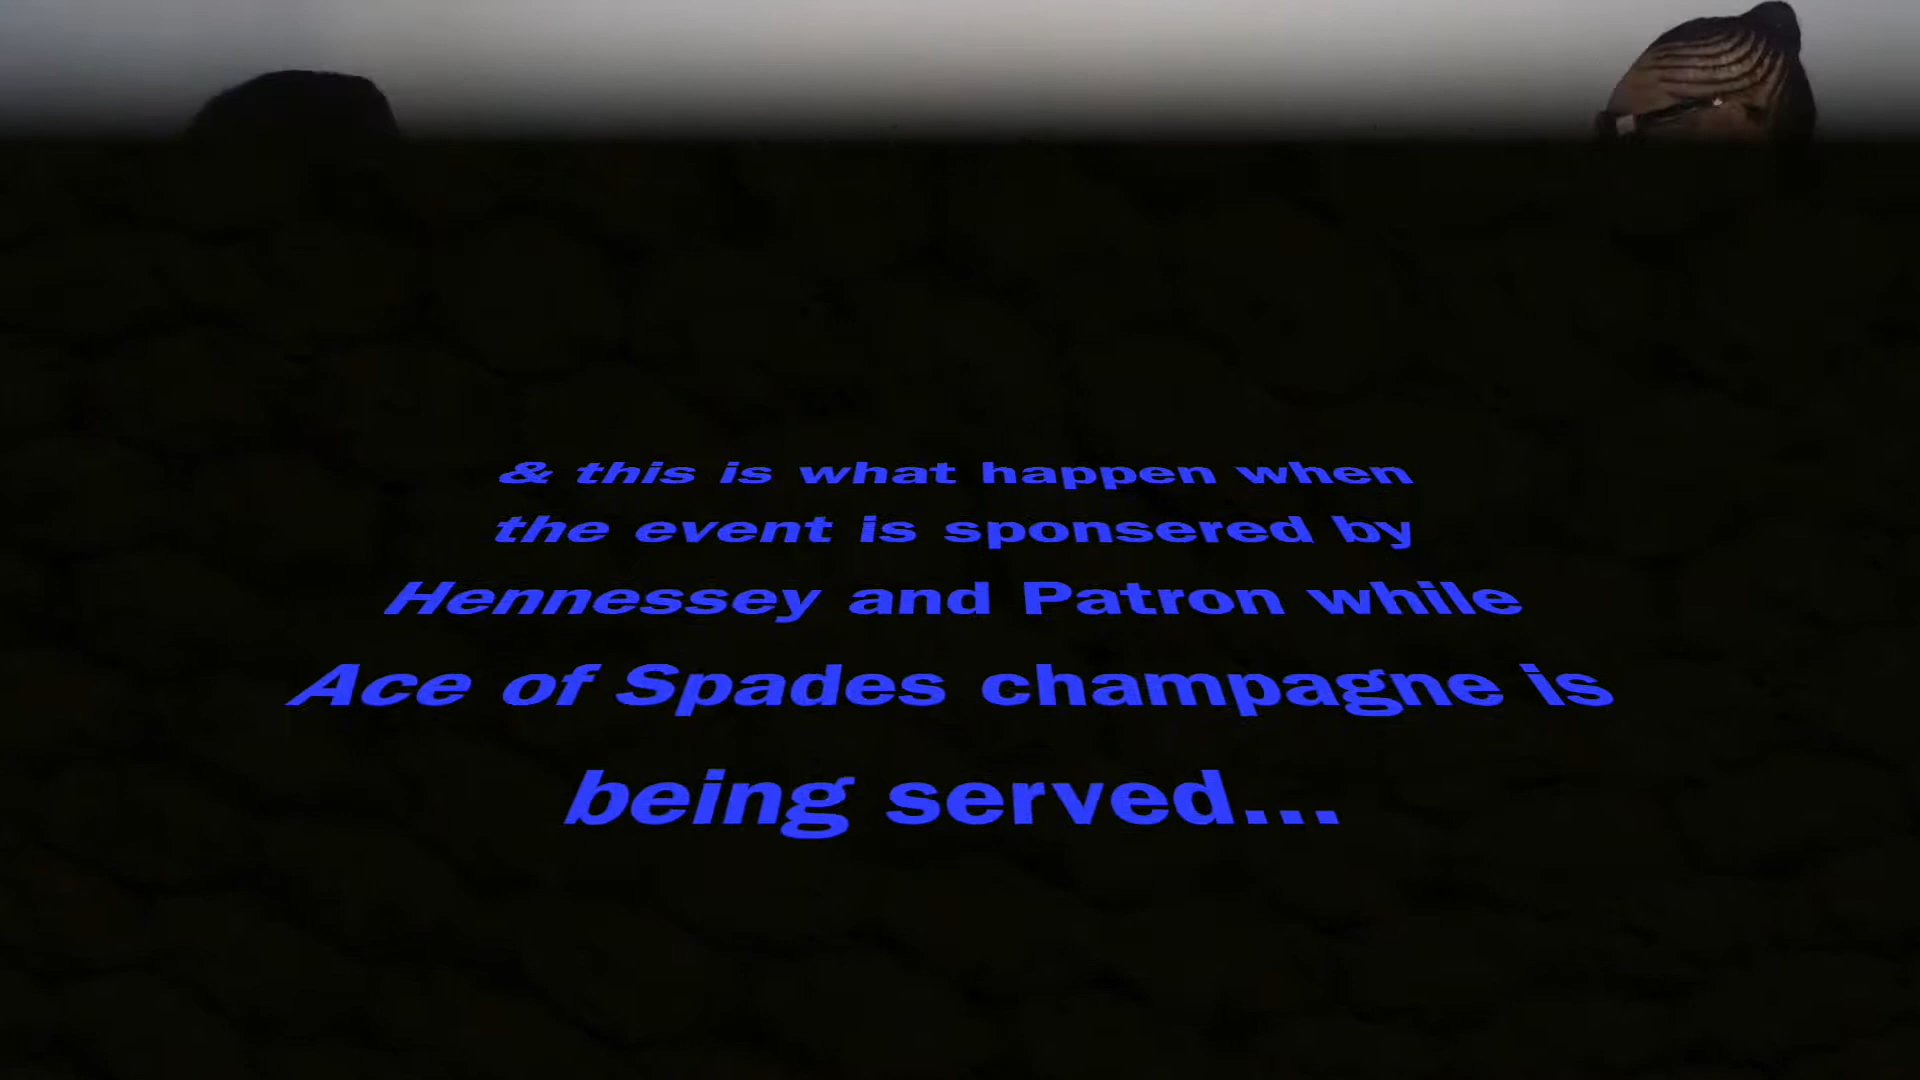 & this is what happen when
the event is sponsered by
Hennessey and Patron while
Ace of Spades champagne is
being served...